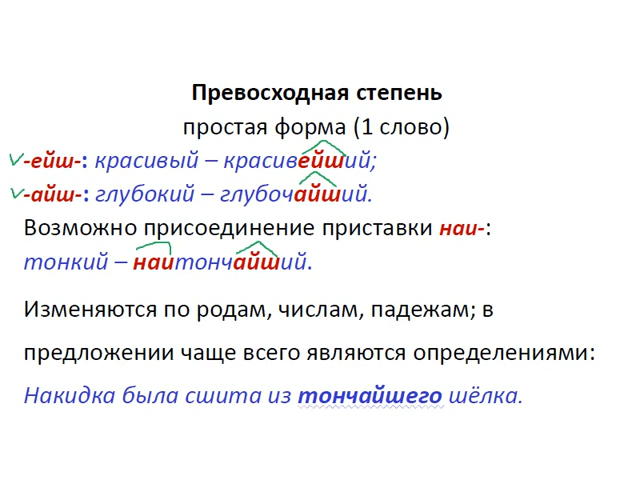 Превосходная степень
простая форма (1 слово)
-ейш-: красивый – красивейший;
-айш-: глубокий – глубочайший.
Возможно присоединение приставки наи-:
тонкий – наитончайший.
Изменяются по родам, числам, падежам; в
предложении чаще всего являются определениями:
Накидка была сшита из тончайшего шёлка.